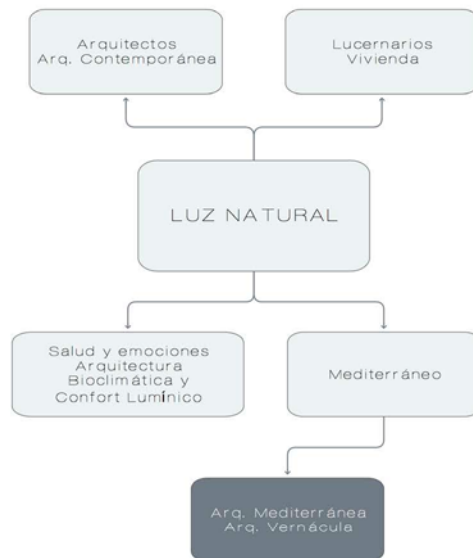 Arquitectos
Arq. Contemporánea
Lucernarios
Vivienda
LUZ NATURAL
Salud y emociones
Arquitectura
Bioclimática y
Confort Lumínico
Mediterráneo
Arq. Mediterránea
Arq. Vernácula